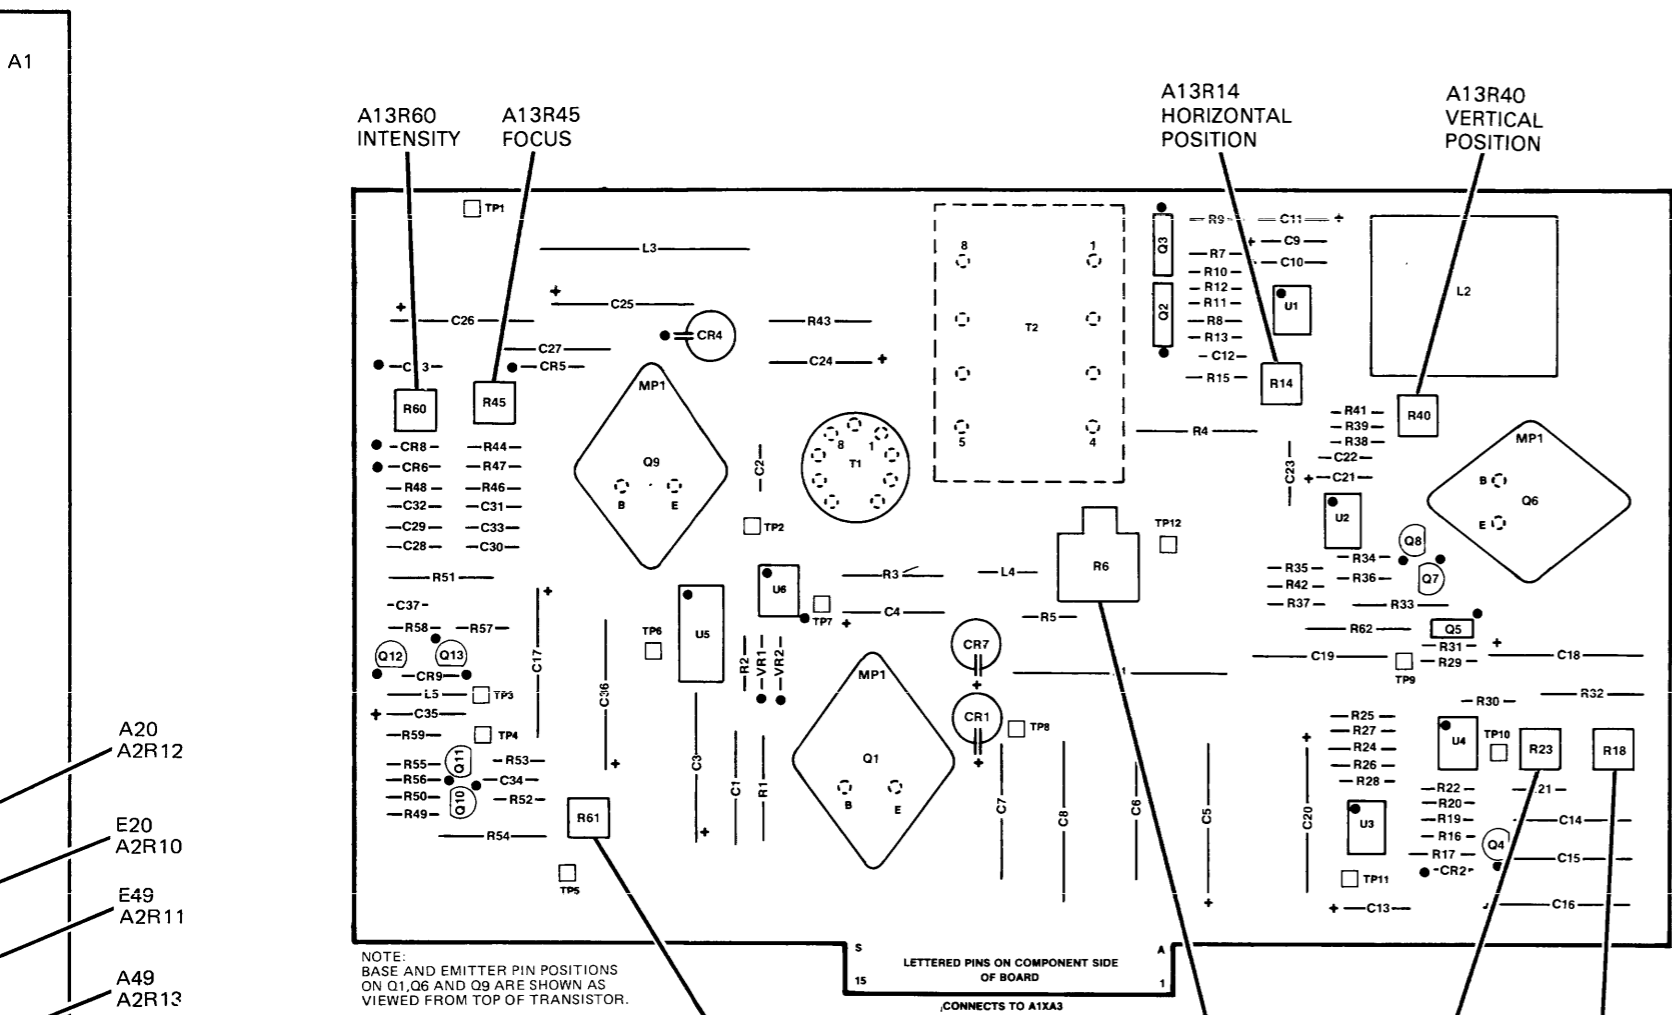 A1
A13R60
INTENSITY
A13R45
FOCUS
A13R14
HORIZONTAL
POSITION
A13R40
VERTICAL
POSITION
TP1
L3
C25
C26
CR4
R43
C27
CR5
C24
R60
R45
MP1
CR8
R44
CR6
R47
R48
R46
C32
C31
C29
C33
C28
C30
R51
Q9
B
E
C2
TP2
8
1
T1
8
1
T2
5
4
Q3
Q2
R9
C11
C9
R7
C10
R10
R12
R11
R8
R13
C12
R15
U1
R14
L2
R4
R41
R39
R38
C22
C21
R40
C23
U2
MP1
B
Q6
E
TP12
R6
R3
L4
C4
R5
R34
R35
R36
R42
R37
R33
R62
Q8
Q7
Q5
R31
R29
C19
TP9
C18
C37
R58
R57
Q12
Q13
CR9
L5
TP3
C35
R59
TP4
R55
Q11
R53
R56
C34
R50
Q10
R52
R49
R54
C17
C36
TP6
U5
U6
TP7
R2
VR1
VR2
C3
C1
R1
R61
TP5
MP1
Q1
B
E
CR7
CR1
TP8
C7
C8
C6
C5
C20
R30
R32
R25
R27
R24
R26
R28
U4
TP10
R23
R18
R22
R20
R19
R16
R17
CR2
U3
Q4
C14
C15
C16
TP11
C13
A20
A2R12
E20
A2R10
E49
A2R11
A49
A2R13
NOTE:
BASE AND EMITTER PIN POSITIONS
ON Q1,Q6 AND Q9 ARE SHOWN AS
VIEWED FROM TOP OF TRANSISTOR.
S
A
LETTERED PINS ON COMPONENT SIDE
OF BOARD
15
1
CONNECTS TO A1XA3